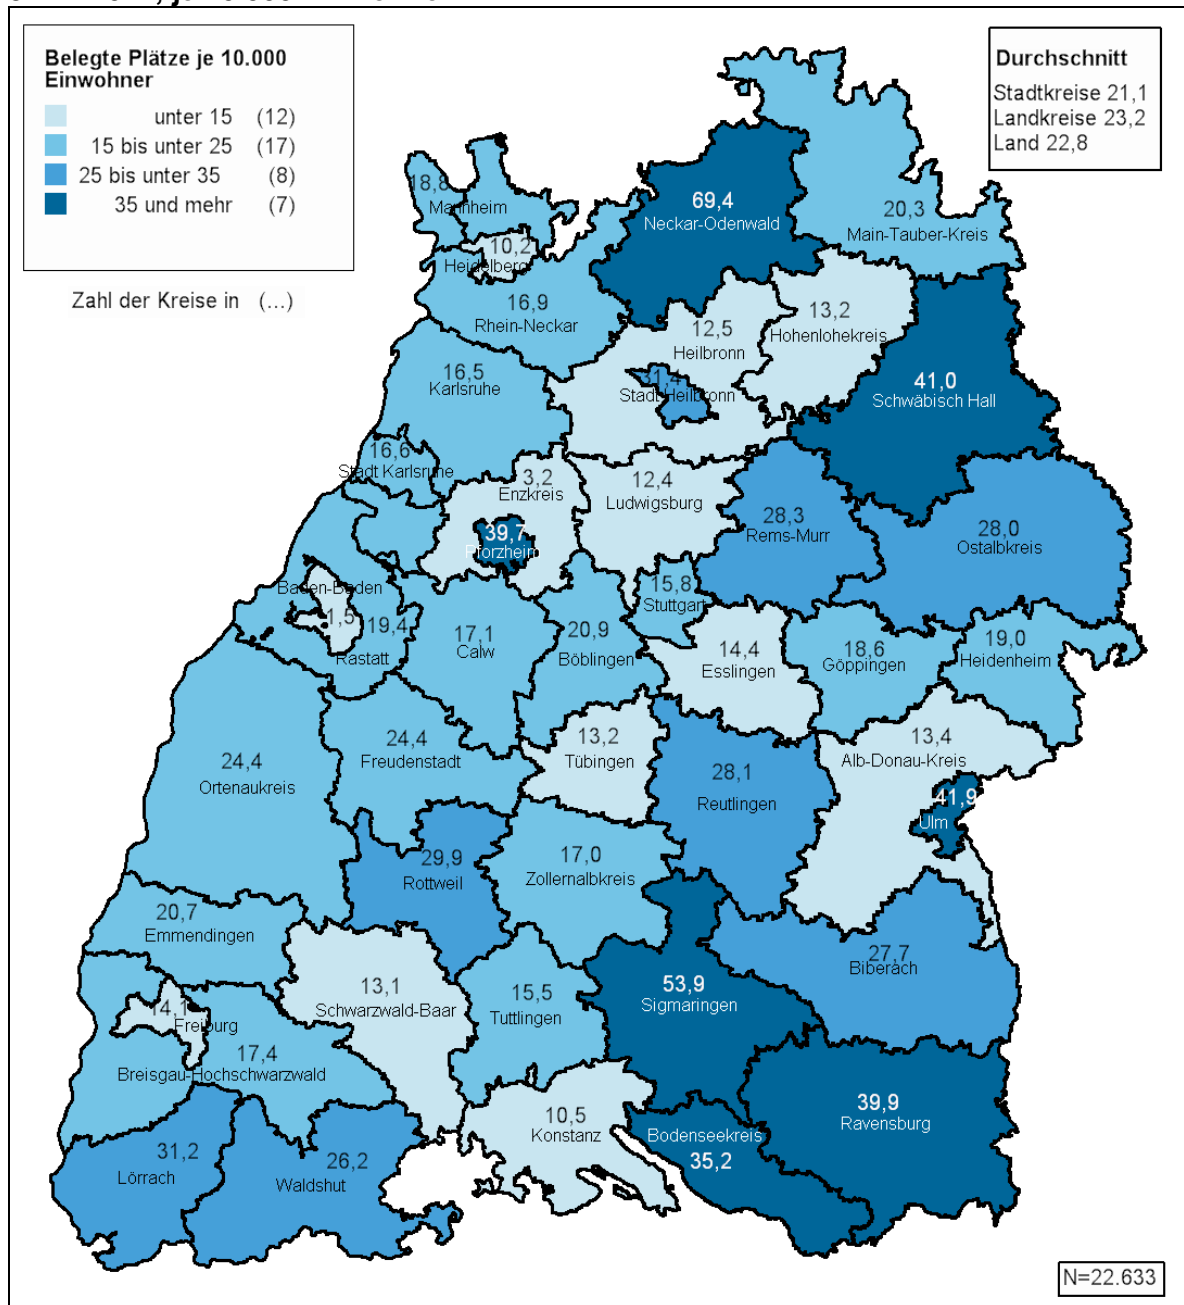 Belegte Plätze je 10.000
Einwohner
unter 15 (12)
15 bis unter 25 (17)
25 bis unter 35 (8)
35 und mehr (7)
Zahl der Kreise in (...)
Durchschnitt
Stadtkreise 21,1
Landkreise 23,2
Land 22,8
18,8
Mannheim
10,2
Heidelberg
69,4
Neckar-Odenwald
20,3
Main-Tauber-Kreis
16,9
Rhein-Neckar
12,5
Heilbronn
13,2
Hohenlohekreis
16,5
Karlsruhe
31,4
Stadt Heilbronn
41,0
Schwäbisch Hall
16,6
Stadt Karlsruhe
3,2
Enzkreis
12,4
Ludwigsburg
39,7
Pforzheim
28,3
Rems-Murr
28,0
Ostalbkreis
Baden-Baden
1,5
19,4
Rastatt
17,1
Calw
20,9
Böblingen
15,8
Stuttgart
14,4
Esslingen
18,6
Göppingen
19,0
Heidenheim
24,4
Ortenaukreis
24,4
Freudenstadt
13,2
Tübingen
28,1
Reutlingen
13,4
Alb-Donau-Kreis
41,9
Ulm
29,9
Rottweil
17,0
Zollernalbkreis
20,7
Emmendingen
27,7
Biberach
13,1
Schwarzwald-Baar
15,5
Tuttlingen
53,9
Sigmaringen
14,1
Freiburg
17,4
Breisgau-Hochschwarzwald
10,5
Konstanz
39,9
Ravensburg
Bodenseekreis
35,2
31,2
Lörrach
26,2
Waldshut
N=22.633